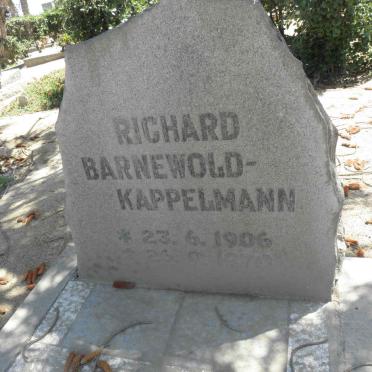 RICHARD
BARNEWOLD-
KAPPELMANN
* 23. 6. 1906